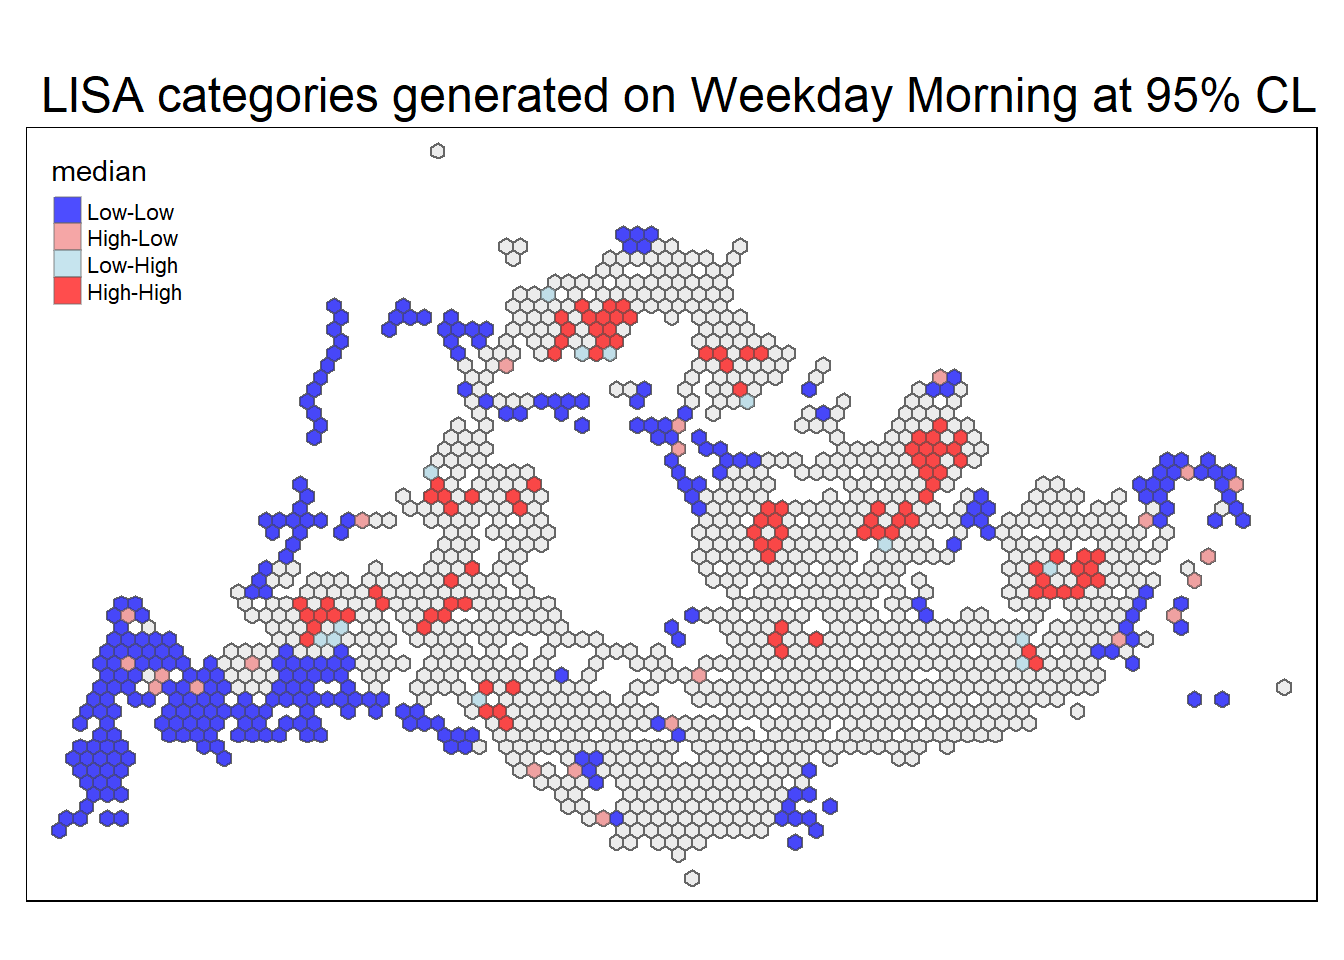 LISA categories generated on Weekday Morning at 95% CL
median
Low-Low
High-Low
Low-High
High-High